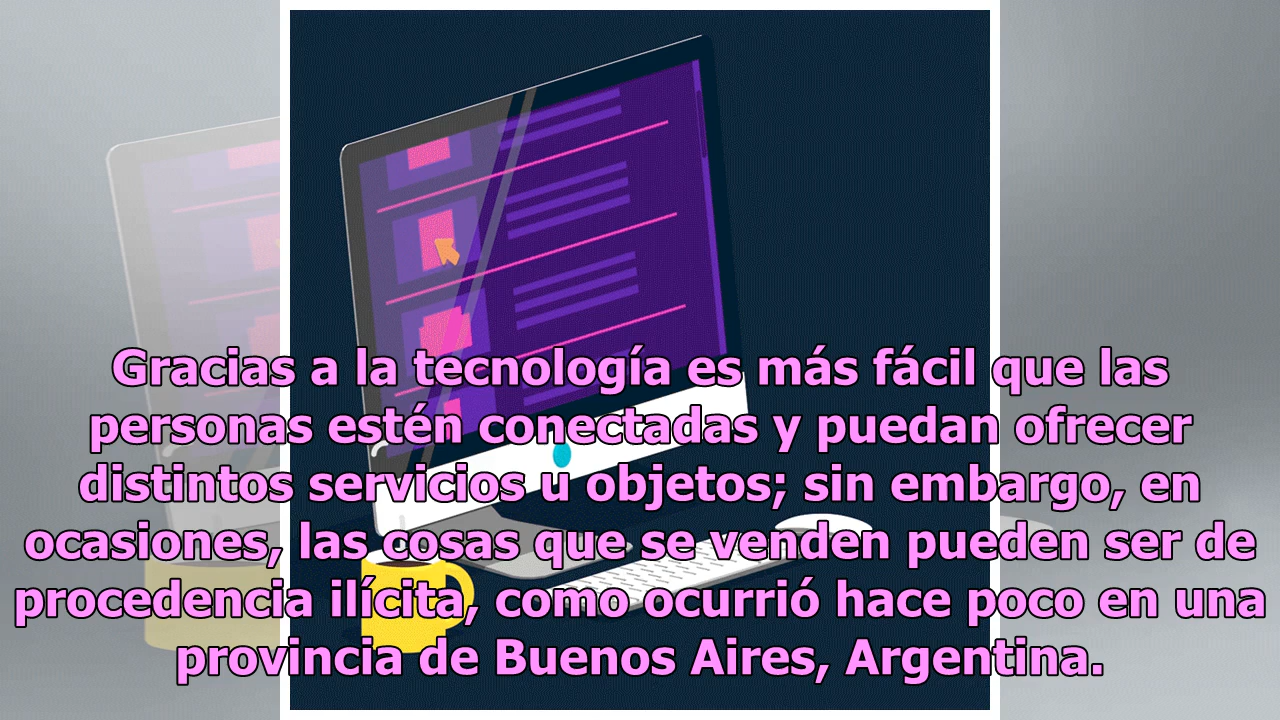 Gracias a la tecnología es más fácil que las
personas estén conectadas y puedan ofrecer
distintos servicios u objetos; sin embargo, en
ocasiones, las cosas que se venden pueden ser de
procedencia ilícita, como ocurrió hace poco en una
provincia de Buenos Aires, Argentina.